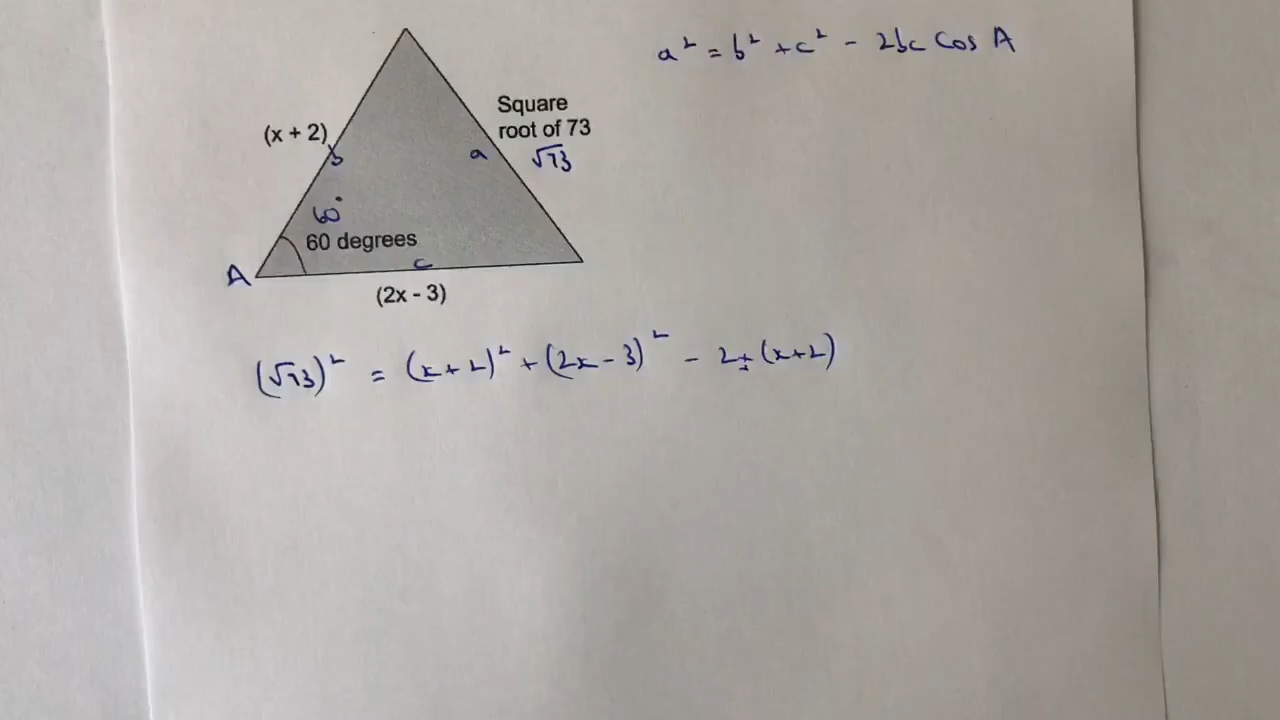 a² = b² + c² - 2bc Cos A
Square
root of 73
√73
(x + 2)
b
a
60°
60 degrees
A
c
(2x - 3)
(√73)² = (x + 2)² + (2x - 3)² - 2 × (x+2)